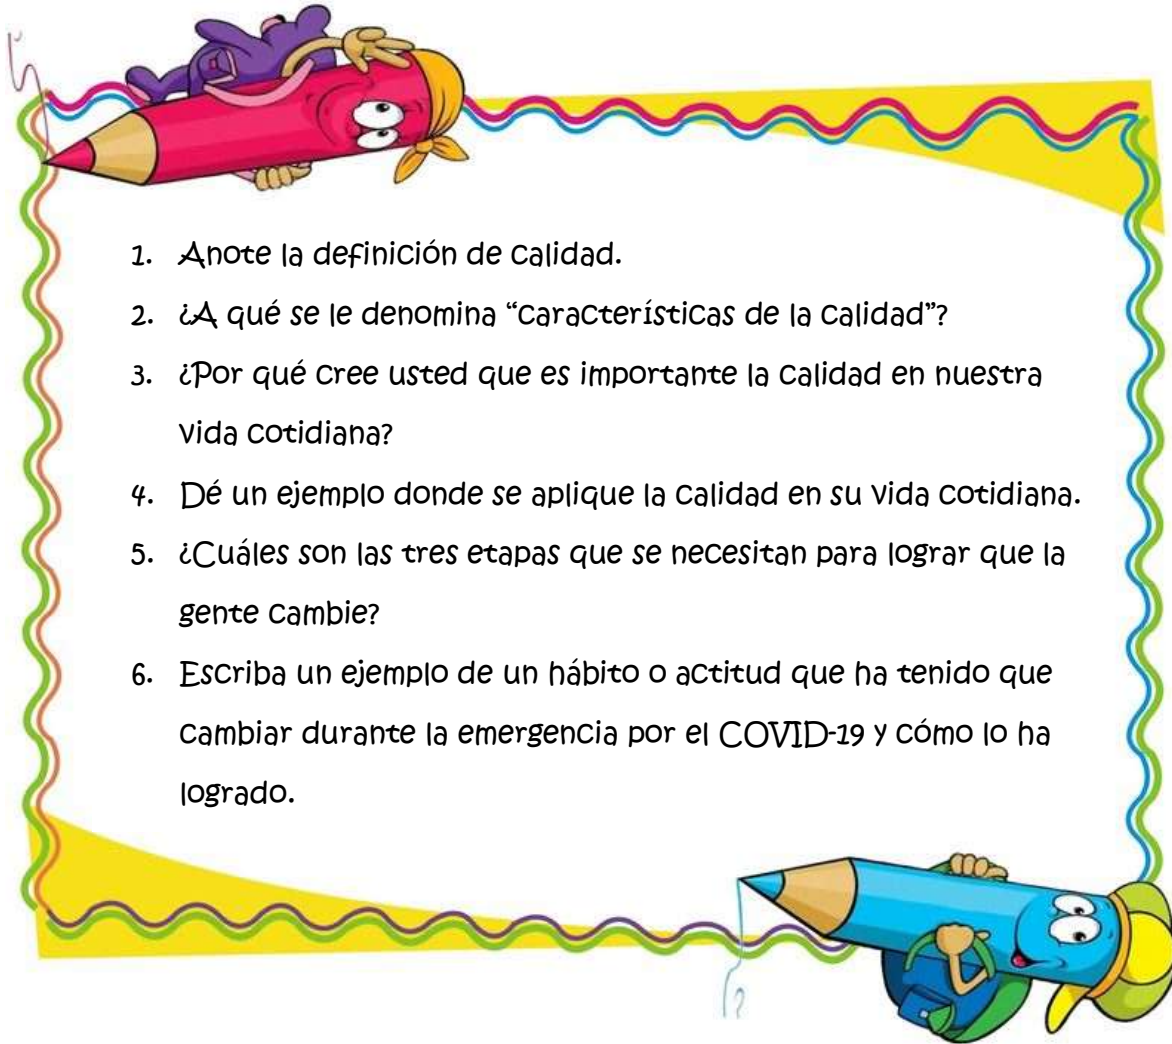 1. Anote la definición de calidad.
2. ¿A qué se le denomina “características de la calidad”?
3. ¿Por qué cree usted que es importante la calidad en nuestra
vida cotidiana?
4. Dé un ejemplo donde se aplique la calidad en su vida cotidiana.
5. ¿Cuáles son las tres etapas que se necesitan para lograr que la
gente cambie?
6. Escriba un ejemplo de un hábito o actitud que ha tenido que
cambiar durante la emergencia por el COVID-19 y cómo lo ha
logrado.